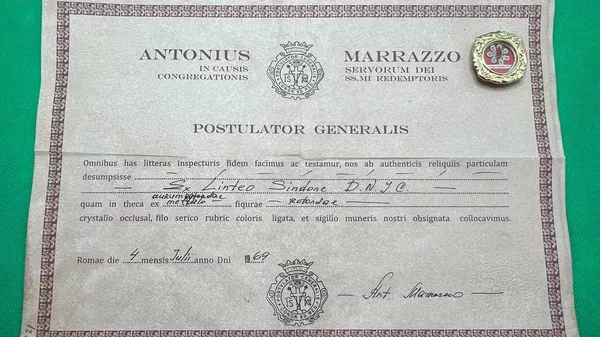 ANTONIUS MARRAZZO
IN CAUSIS SERVORUM DEI
CONGREGATIONIS SS.MI REDEMPTORIS
POSTULATOR GENERALIS
Omnibus has litteras inspecturis fidem facimus ac testamur, nos ab authenticis reliquiis particulam
desumpsisse
Ex Linteo Sindone D.N.J.C.
quam in theca ex metallo figurae rotondae
crystallo occlusal, filo serico rubric coloris ligata, et sigillo muneris nostri obsignata collocavimus.
Romae die 4 mensis Julii anno Dni 1969
Ant. Marrazzo